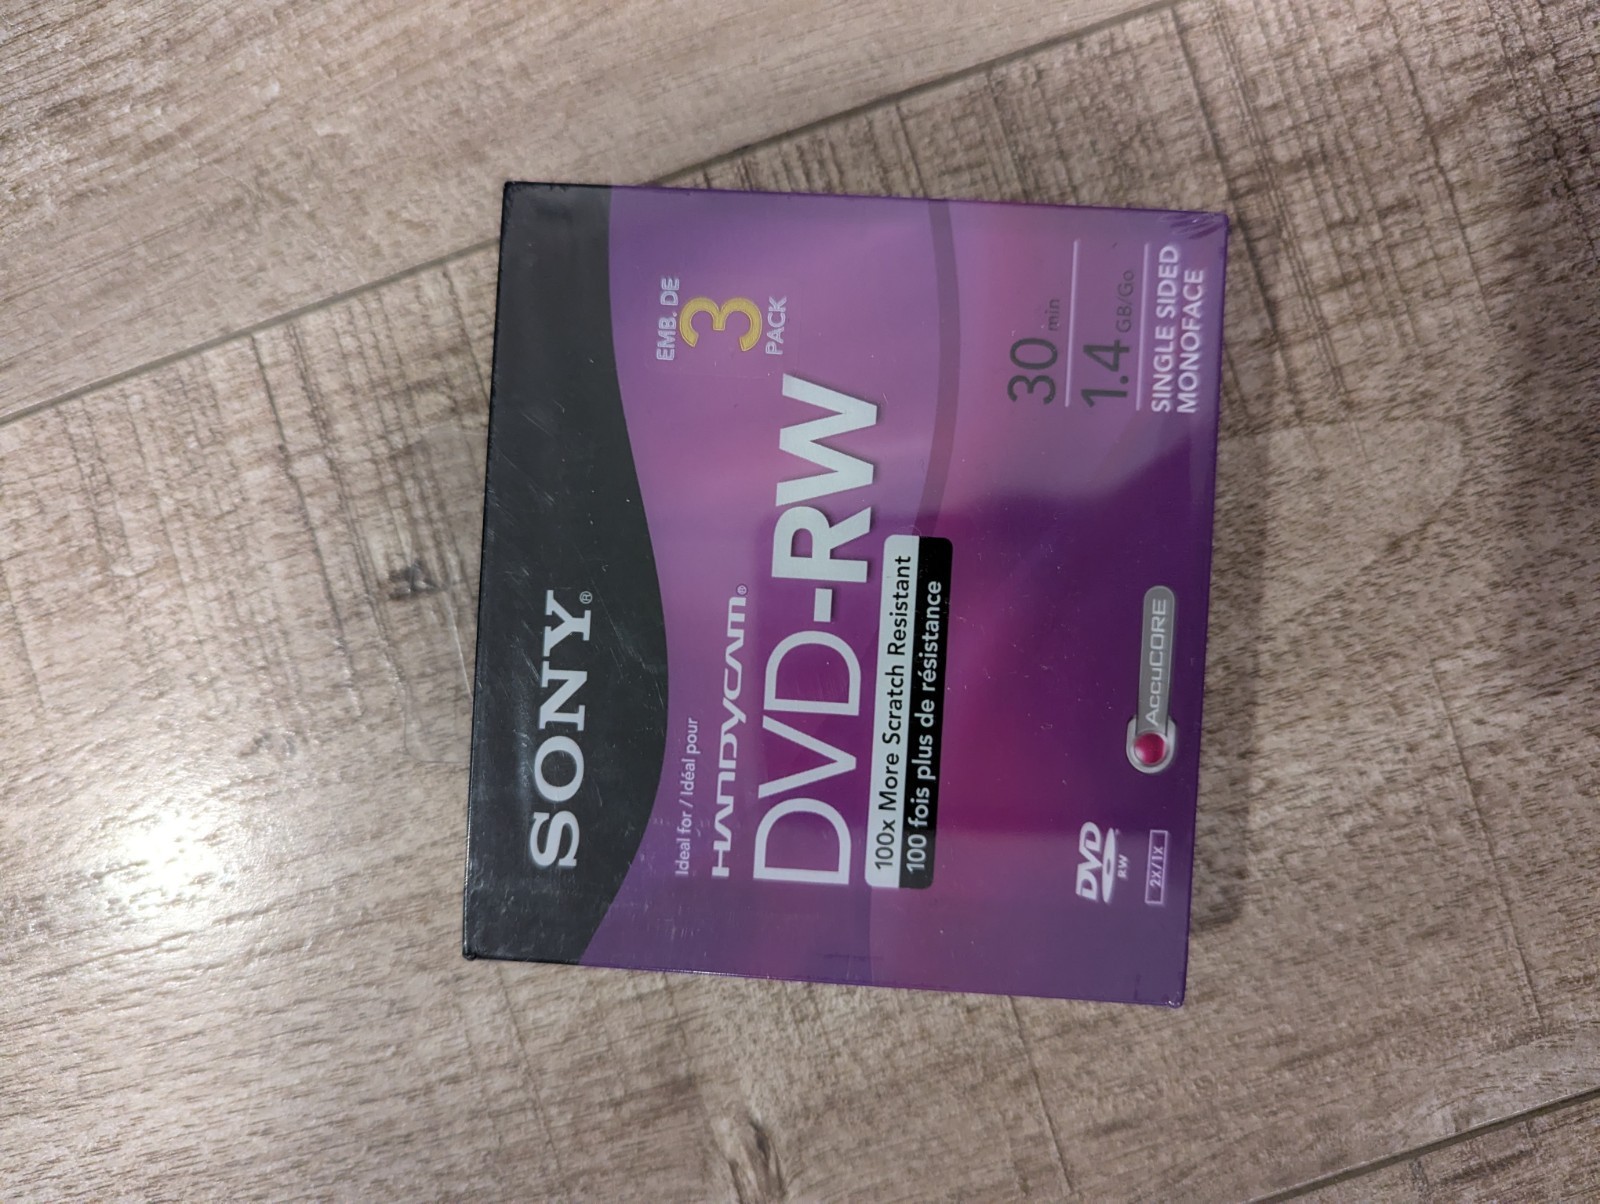 SONY®
Ideal for / Idéal pour
HANDYCAM®
DVD-RW
EMB. DE
3
PACK
100x More Scratch Resistant
100 fois plus de résistance
30 min
1.4 GB/Go
SINGLE SIDED
MONOFACE
DVD
RW
2X/1X
AccuCORE